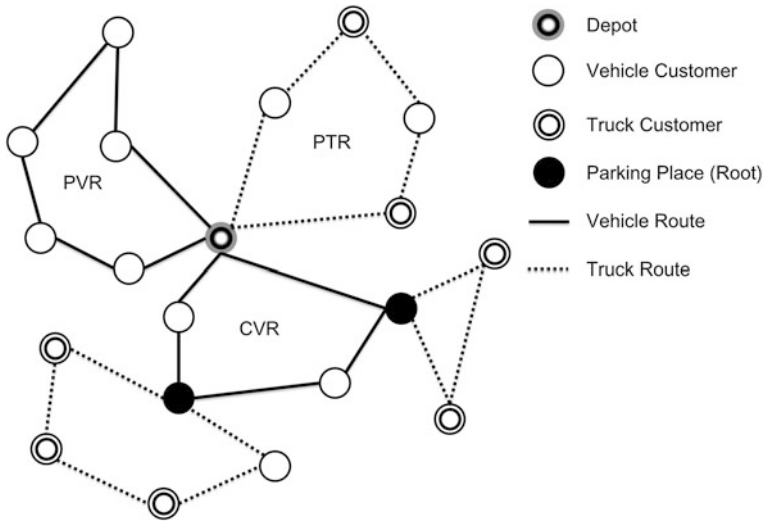 PVR
PTR
CVR
Depot
Vehicle Customer
Truck Customer
Parking Place (Root)
Vehicle Route
Truck Route